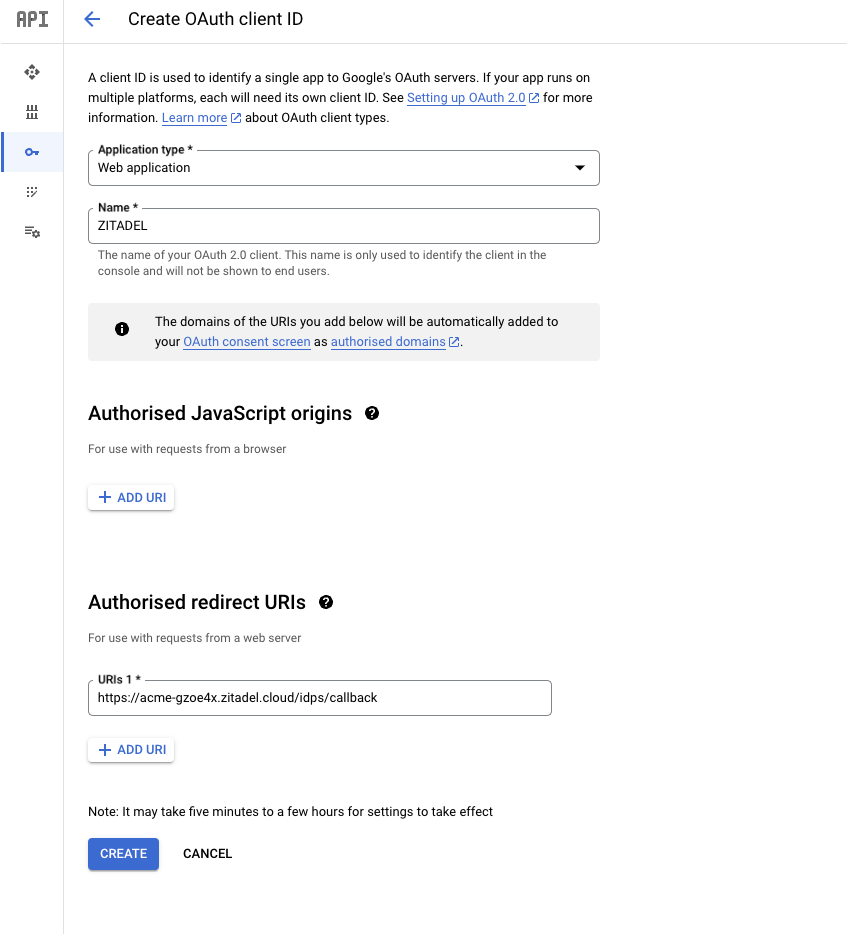 API
Create OAuth client ID
A client ID is used to identify a single app to Google's OAuth servers. If your app runs on
multiple platforms, each will need its own client ID. See Setting up OAuth 2.0 for more
information. Learn more about OAuth client types.
Application type *
Web application
Name *
ZITADEL
The name of your OAuth 2.0 client. This name is only used to identify the client in the
console and will not be shown to end users.
The domains of the URIs you add below will be automatically added to
your OAuth consent screen as authorised domains.
Authorised JavaScript origins
For use with requests from a browser
ADD URI
Authorised redirect URIs
For use with requests from a web server
URIs 1 *
https://acme-gzoe4x.zitadel.cloud/idps/callback
ADD URI
Note: It may take five minutes to a few hours for settings to take effect
CREATE CANCEL